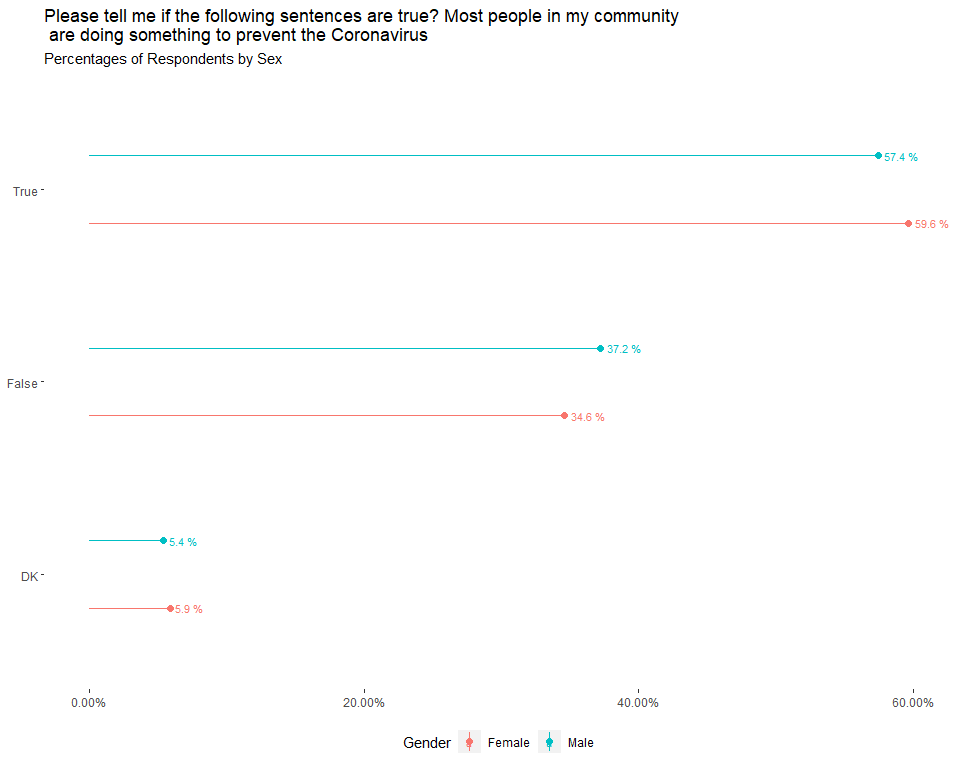 Please tell me if the following sentences are true? Most people in my community
are doing something to prevent the Coronavirus
Percentages of Respondents by Sex
57.4 %
True
59.6 %
37.2 %
False
34.6 %
5.4 %
DK
5.9 %
0.00% 20.00% 40.00% 60.00%
Gender Female Male